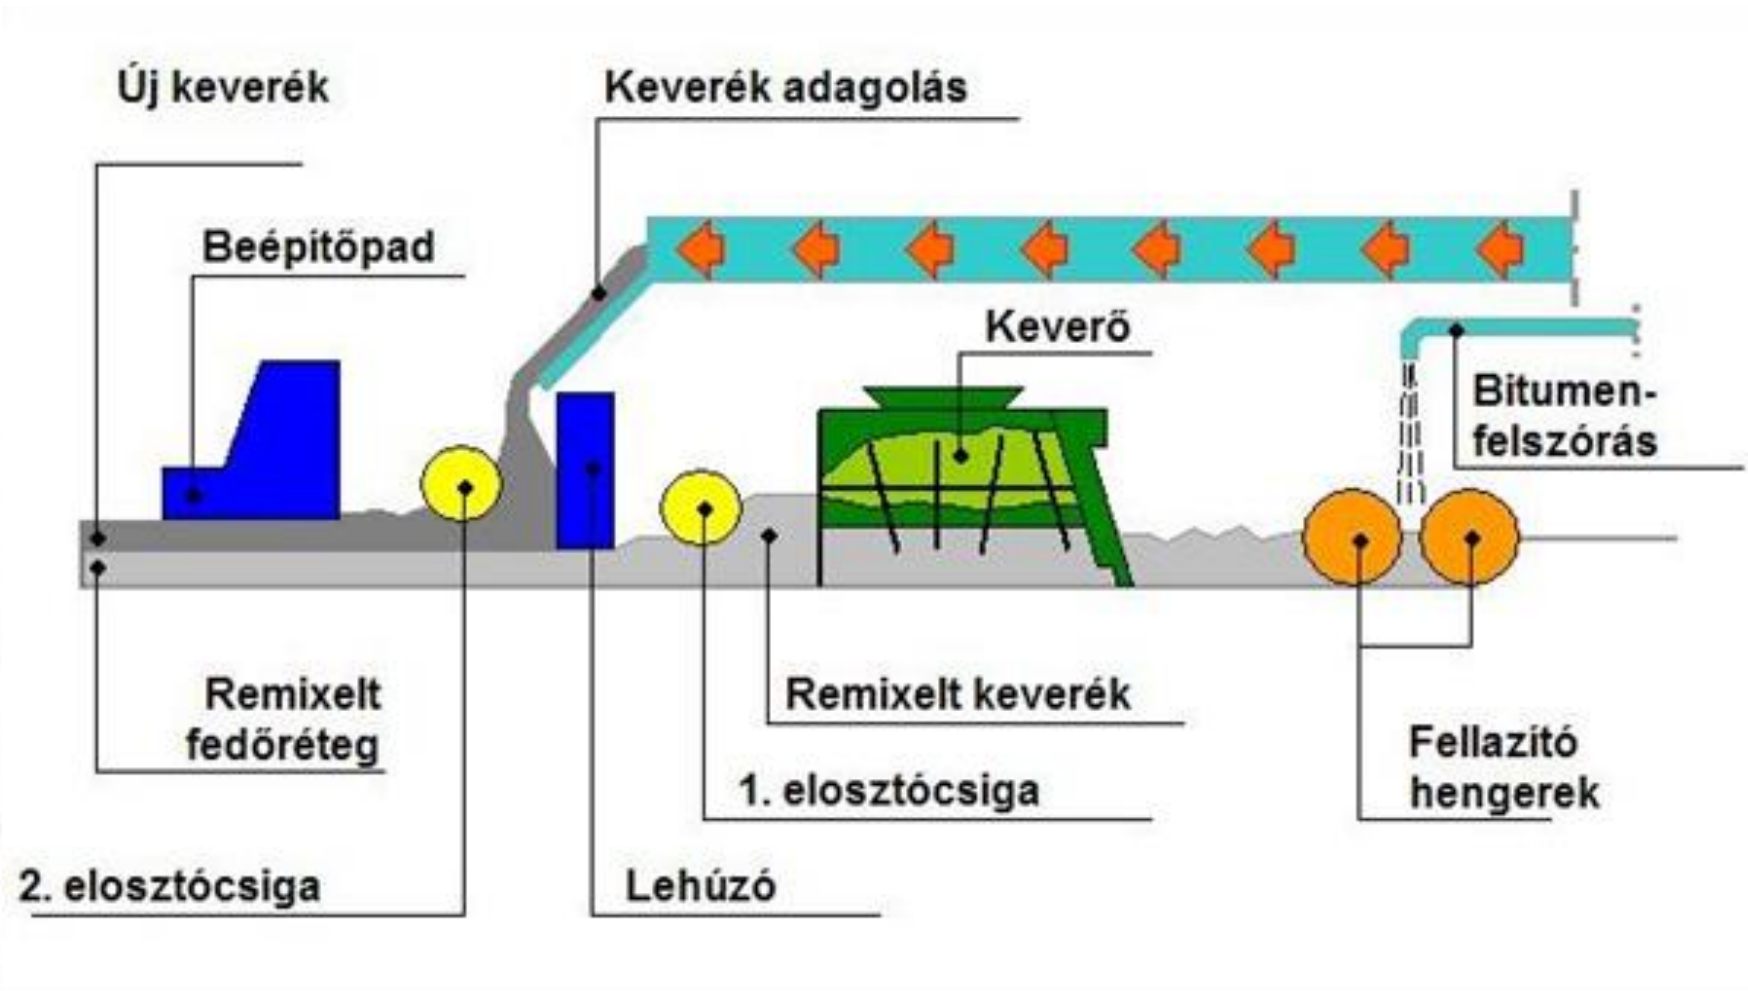 Új keverék
Keverék adagolás
Beépítőpad
Keverő
Bitumen-
felszórás
Remixelt
fedőréteg
Remixelt keverék
Fellazító
hengerek
1. elosztócsiga
2. elosztócsiga
Lehúzó